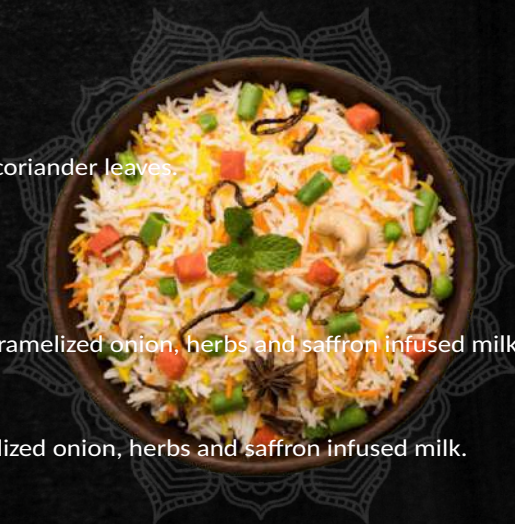 coriander leaves.
ramelized onion, herbs and saffron infused milk
lized onion, herbs and saffron infused milk.